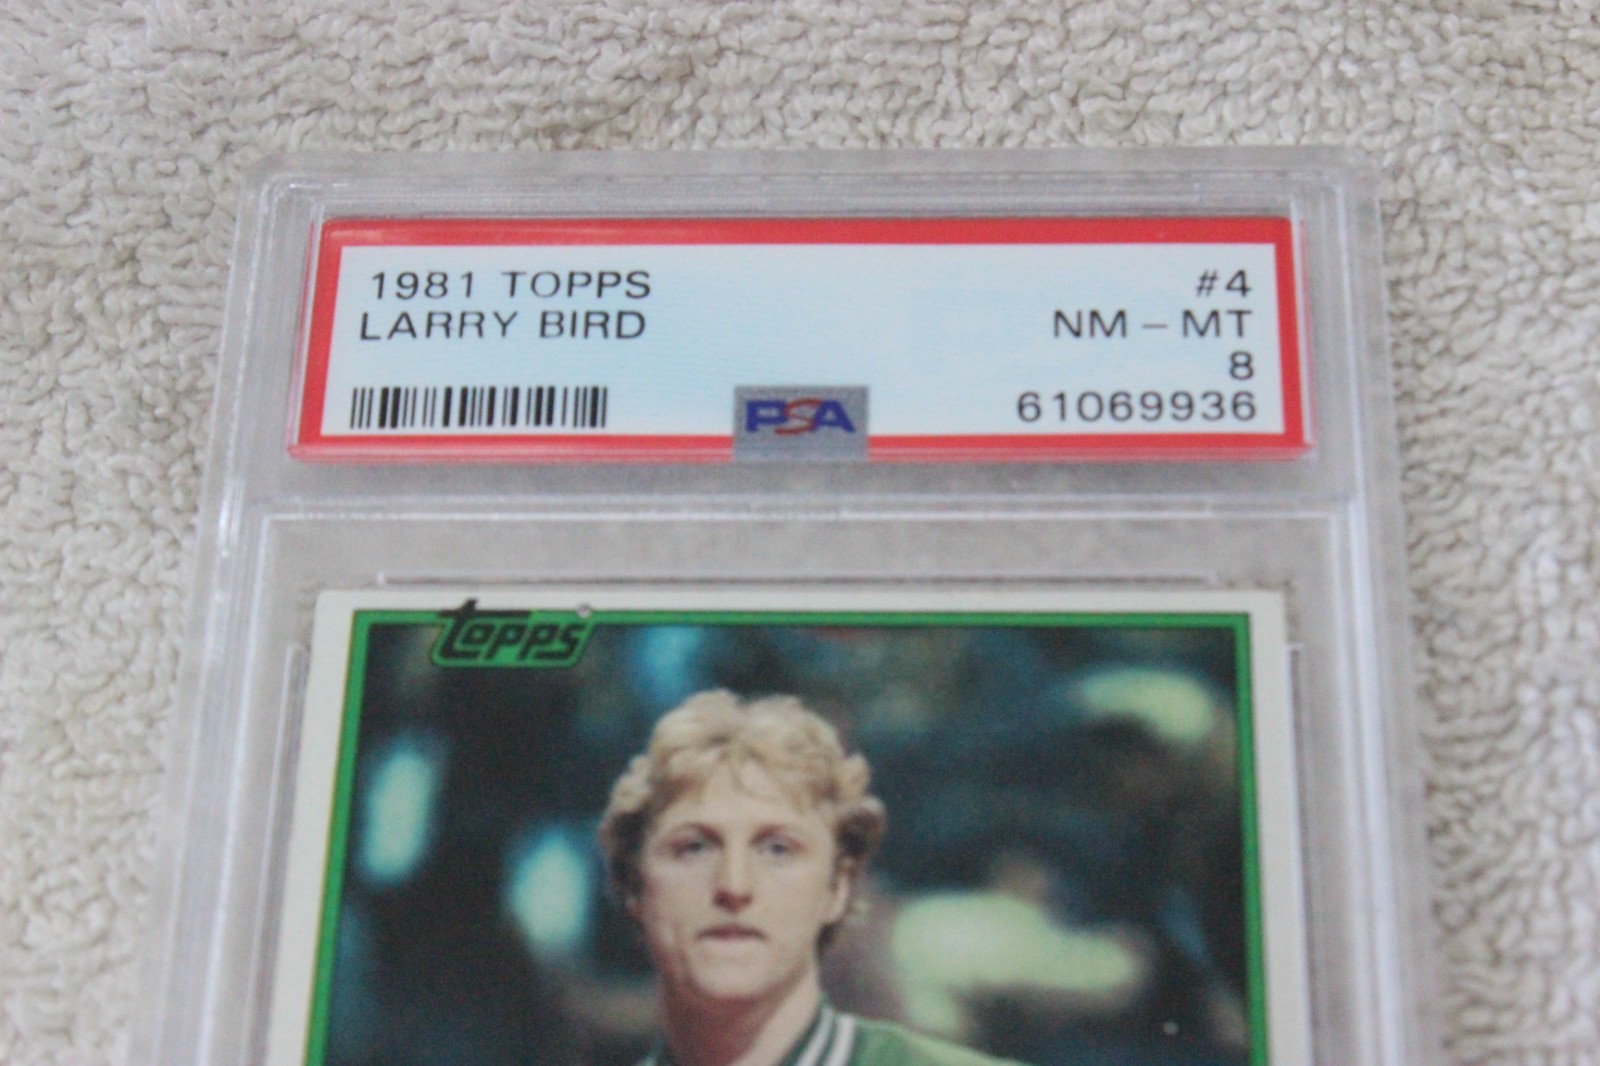 1981 TOPPS #4
LARRY BIRD NM - MT
8
PSA 61069936
topps